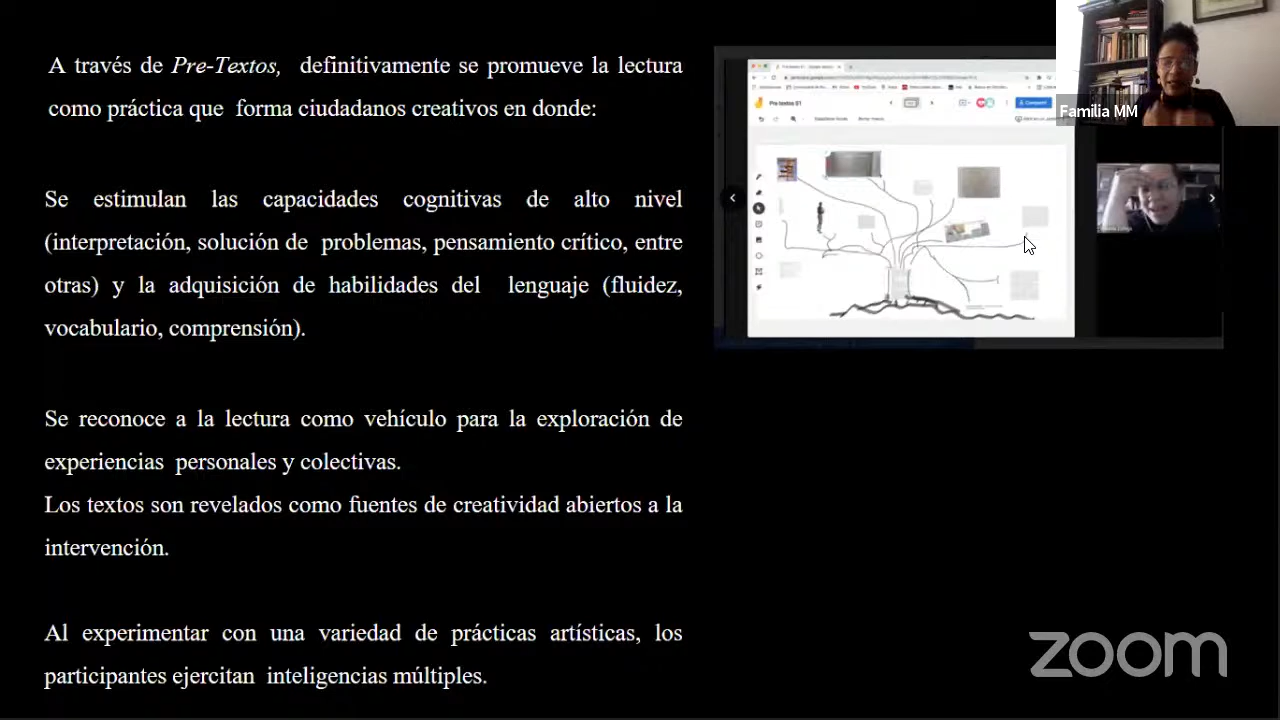 A través de Pre-Textos, definitivamente se promueve la lectura
como práctica que forma ciudadanos creativos en donde:
Se estimulan las capacidades cognitivas de alto nivel
(interpretación, solución de problemas, pensamiento crítico, entre
otras) y la adquisición de habilidades del lenguaje (fluidez,
vocabulario, comprensión).
Se reconoce a la lectura como vehículo para la exploración de
experiencias personales y colectivas.
Los textos son revelados como fuentes de creatividad abiertos a la
intervención.
Al experimentar con una variedad de prácticas artísticas, los
participantes ejercitan inteligencias múltiples.
Familia MM
Pre textos 01
zoom